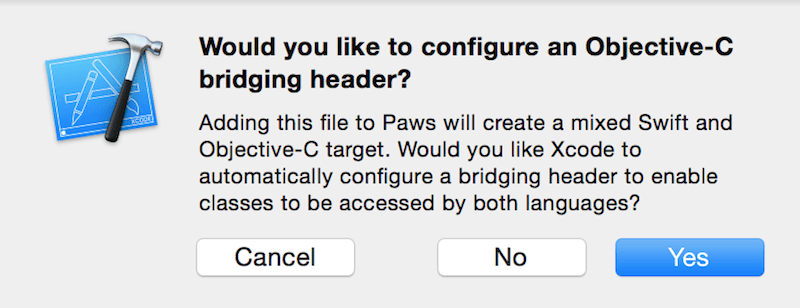 Would you like to configure an Objective-C
bridging header?
Adding this file to Paws will create a mixed Swift and
Objective-C target. Would you like Xcode to
automatically configure a bridging header to enable
classes to be accessed by both languages?
Cancel No Yes
XCODE